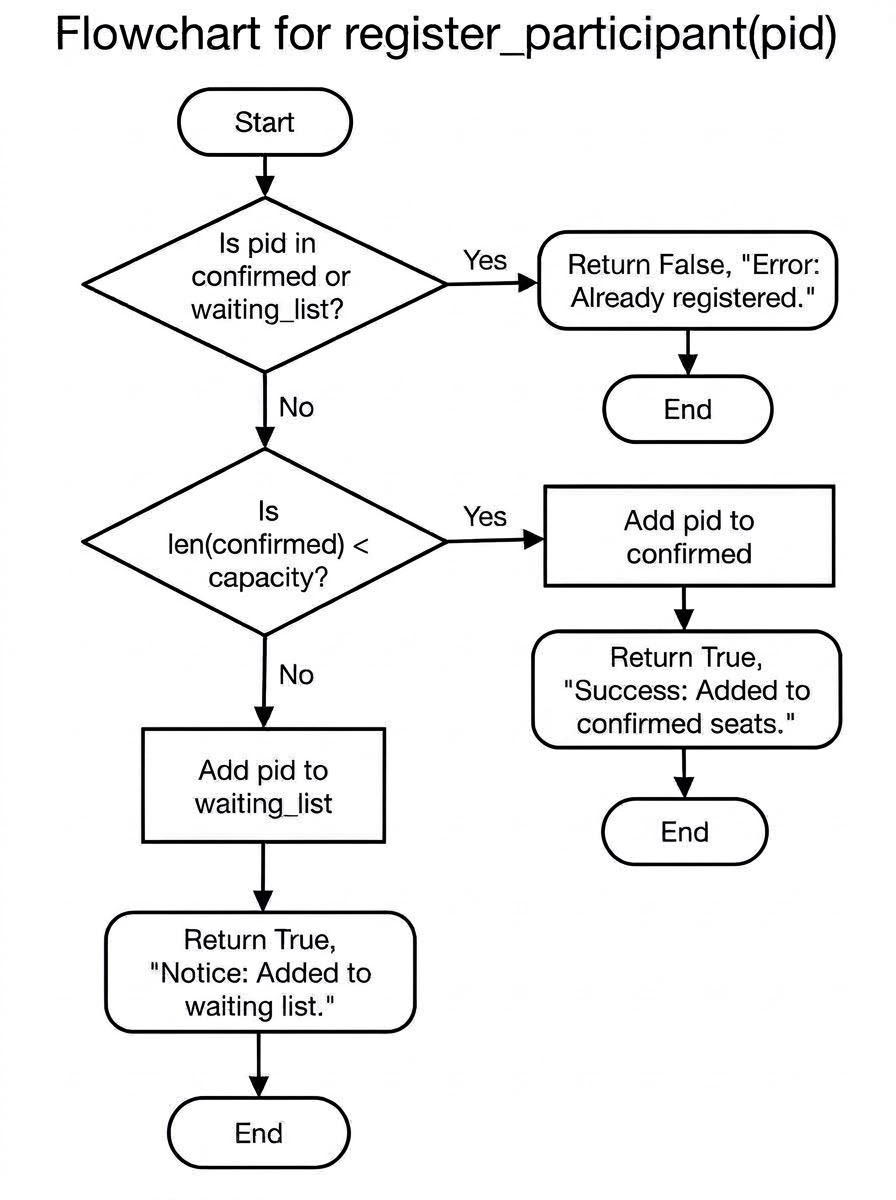 Flowchart for register_participant(pid)
Start
Is pid in
confirmed or
waiting_list?
Yes
Return False, "Error:
Already registered."
End
No
Is
len(confirmed) <
capacity?
Yes
Add pid to
confirmed
Return True,
"Success: Added to
confirmed seats."
End
No
Add pid to
waiting_list
Return True,
"Notice: Added to
waiting list."
End